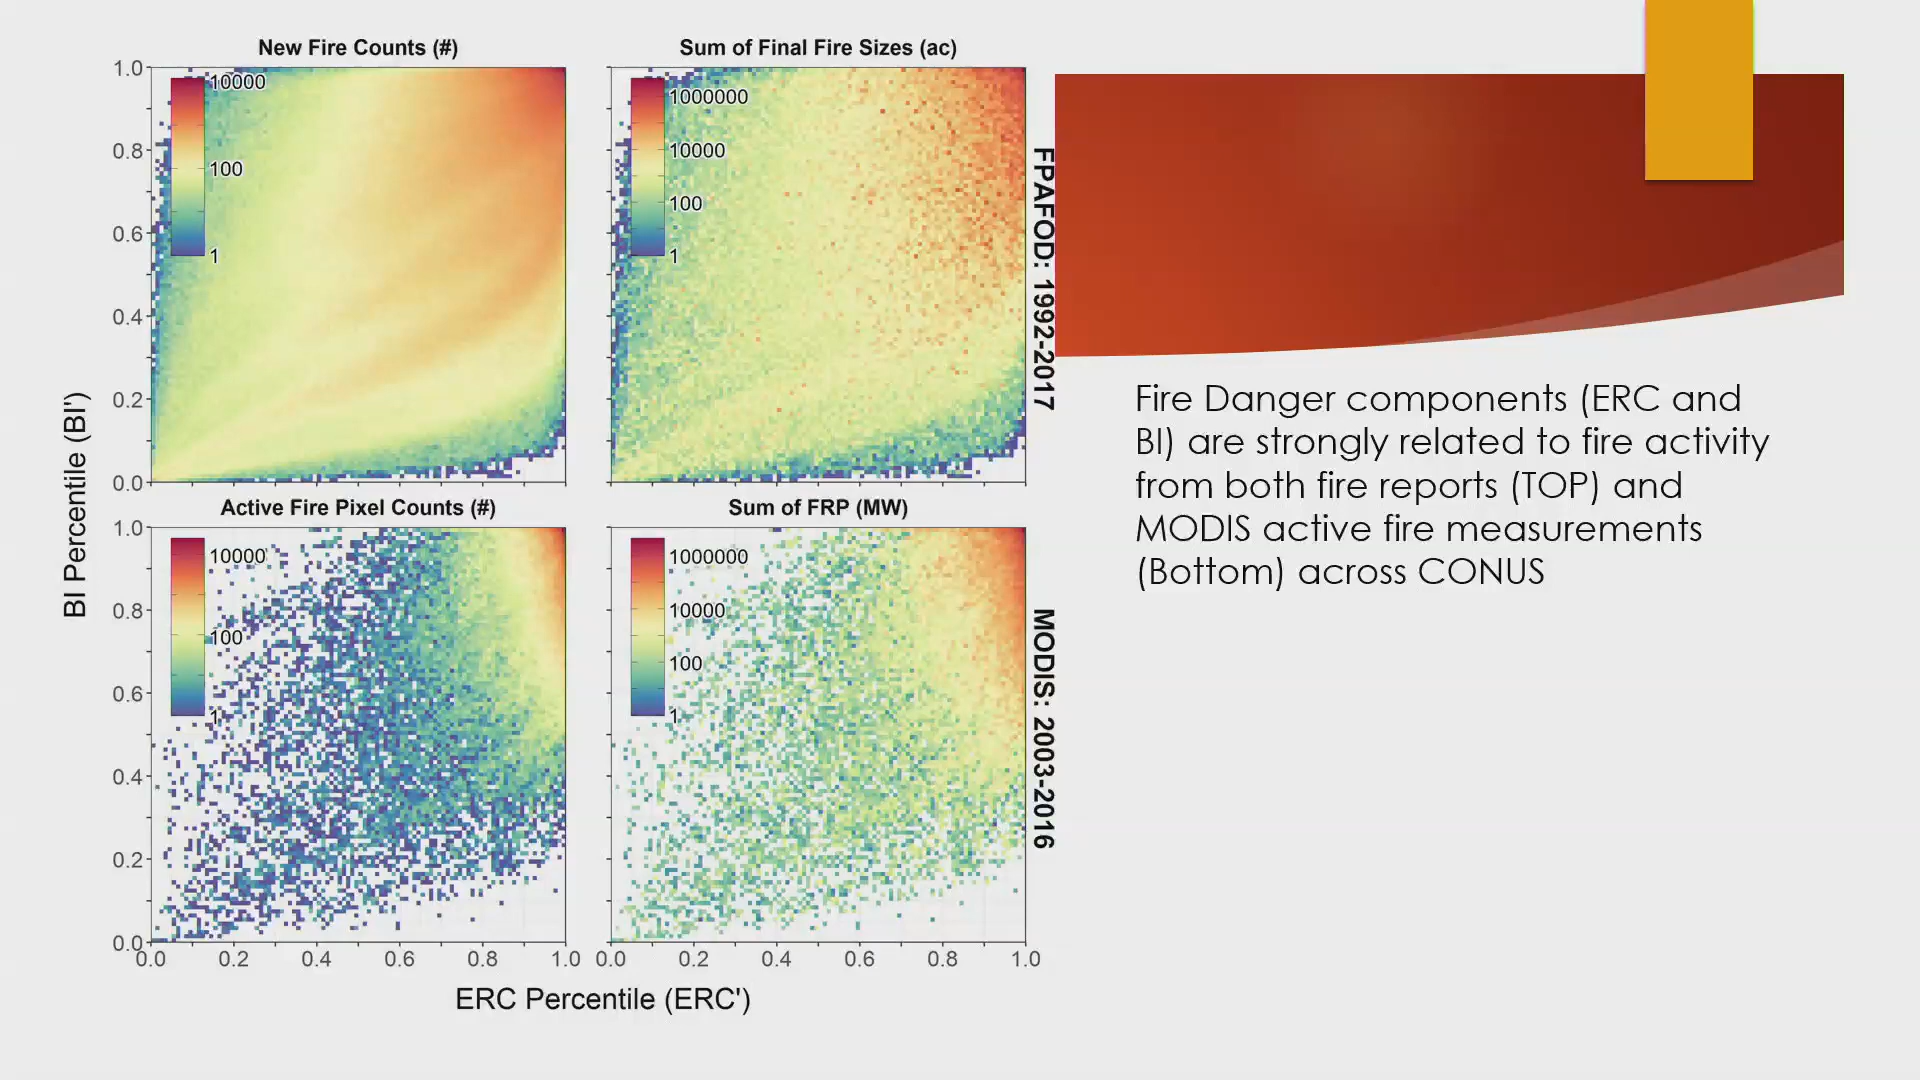 New Fire Counts (#)
Sum of Final Fire Sizes (ac)
1.0
0.8
0.6
0.4
0.2
0.0
10000
100
1
1000000
10000
100
1
FPAFOD: 1992-2017
Active Fire Pixel Counts (#)
Sum of FRP (MW)
1.0
0.8
0.6
0.4
0.2
0.0
10000
100
1
1000000
10000
100
1
MODIS: 2003-2016
0.0 0.2 0.4 0.6 0.8 1.0
0.0 0.2 0.4 0.6 0.8 1.0
BI Percentile (BI')
ERC Percentile (ERC')
Fire Danger components (ERC and
BI) are strongly related to fire activity
from both fire reports (TOP) and
MODIS active fire measurements
(Bottom) across CONUS